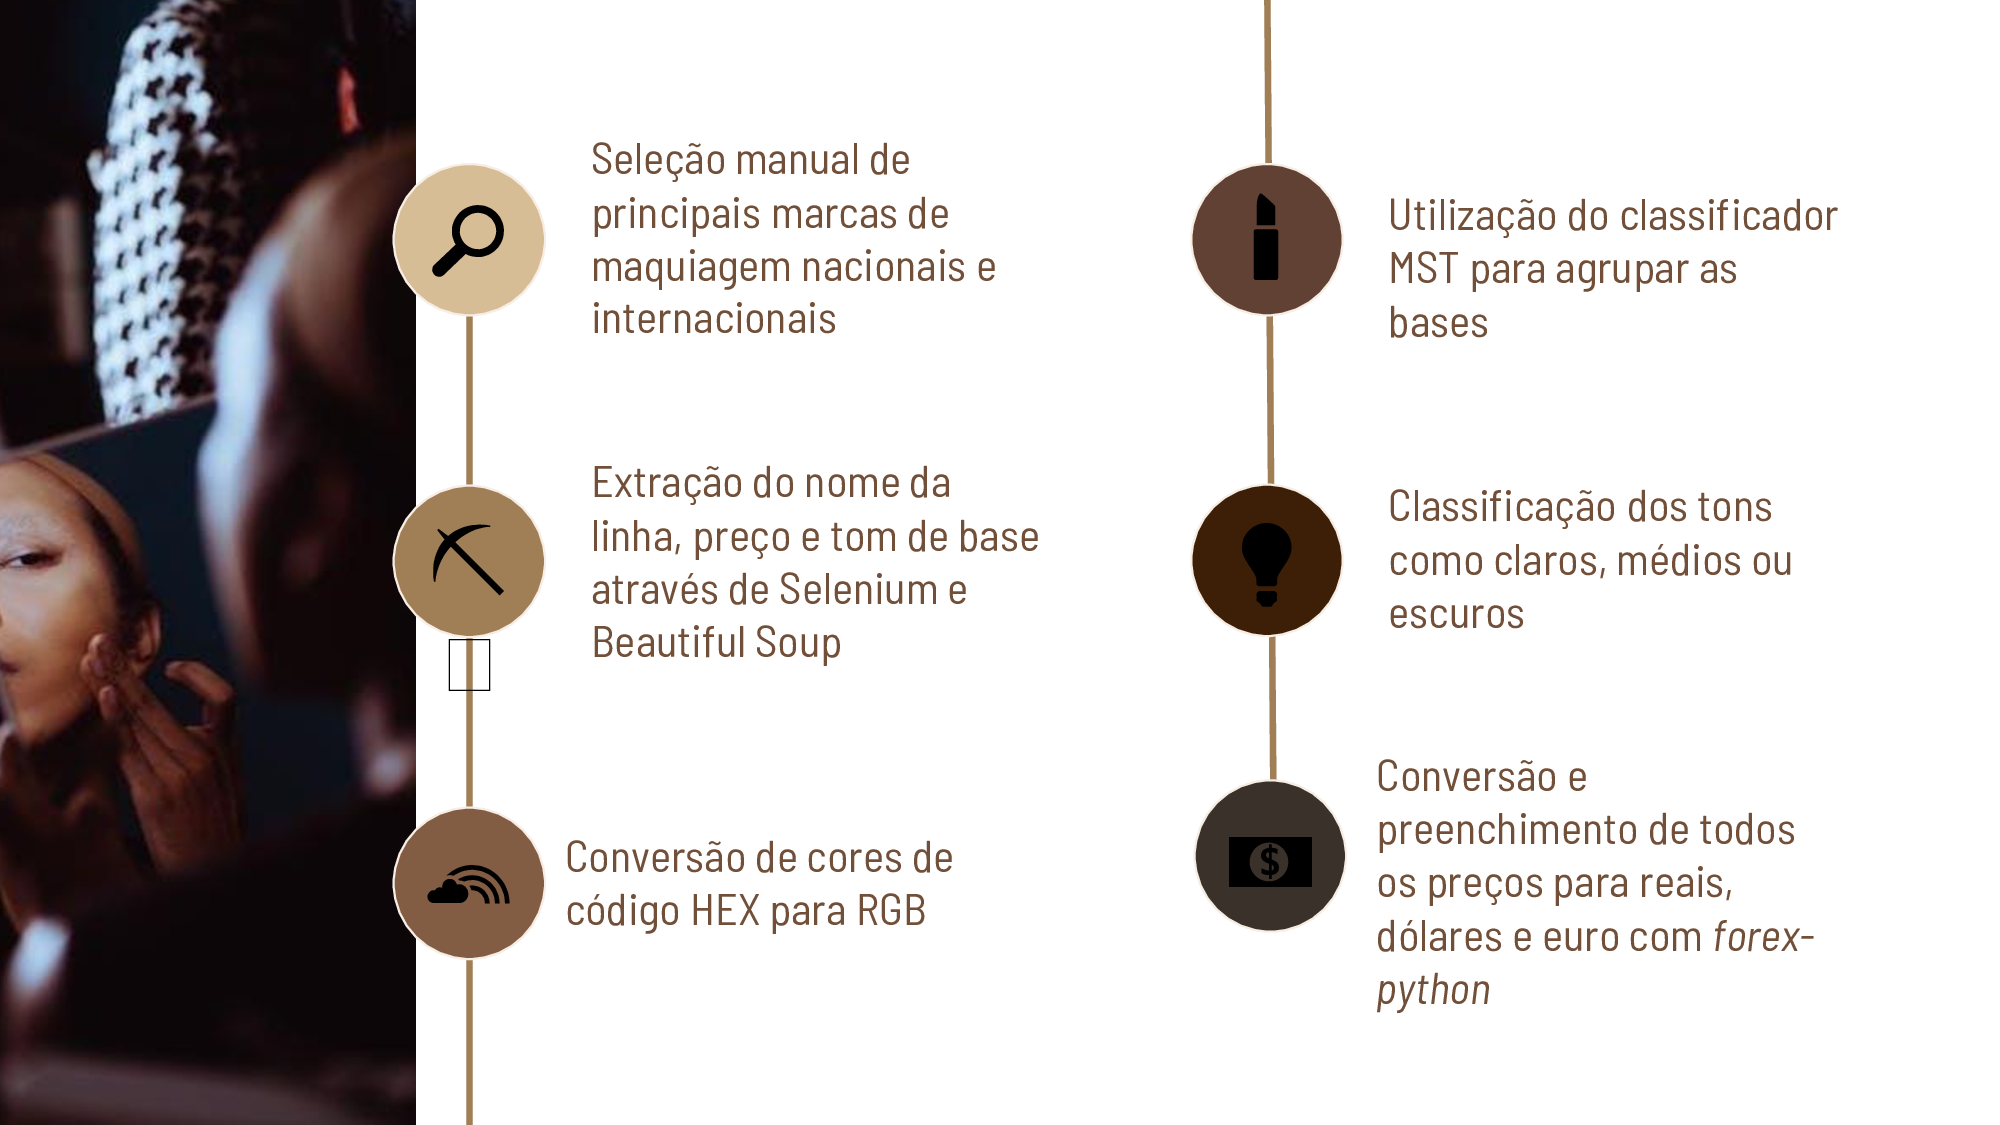 Seleção manual de
principais marcas de
maquiagem nacionais e
internacionais
Extração do nome da
linha, preço e tom de base
através de Selenium e
Beautiful Soup
Conversão de cores de
código HEX para RGB
Utilização do classificador
MST para agrupar as
bases
Classificação dos tons
como claros, médios ou
escuros
$
Conversão e
preenchimento de todos
os preços para reais,
dólares e euro com forex-
python